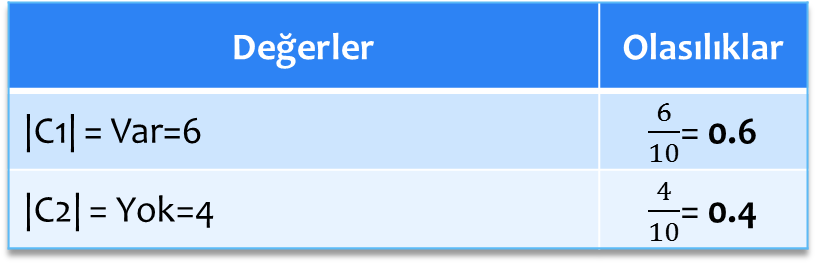 Değerler Olasılıklar
|C1| = Var=6 6/10= 0.6
|C2| = Yok=4 4/10= 0.4